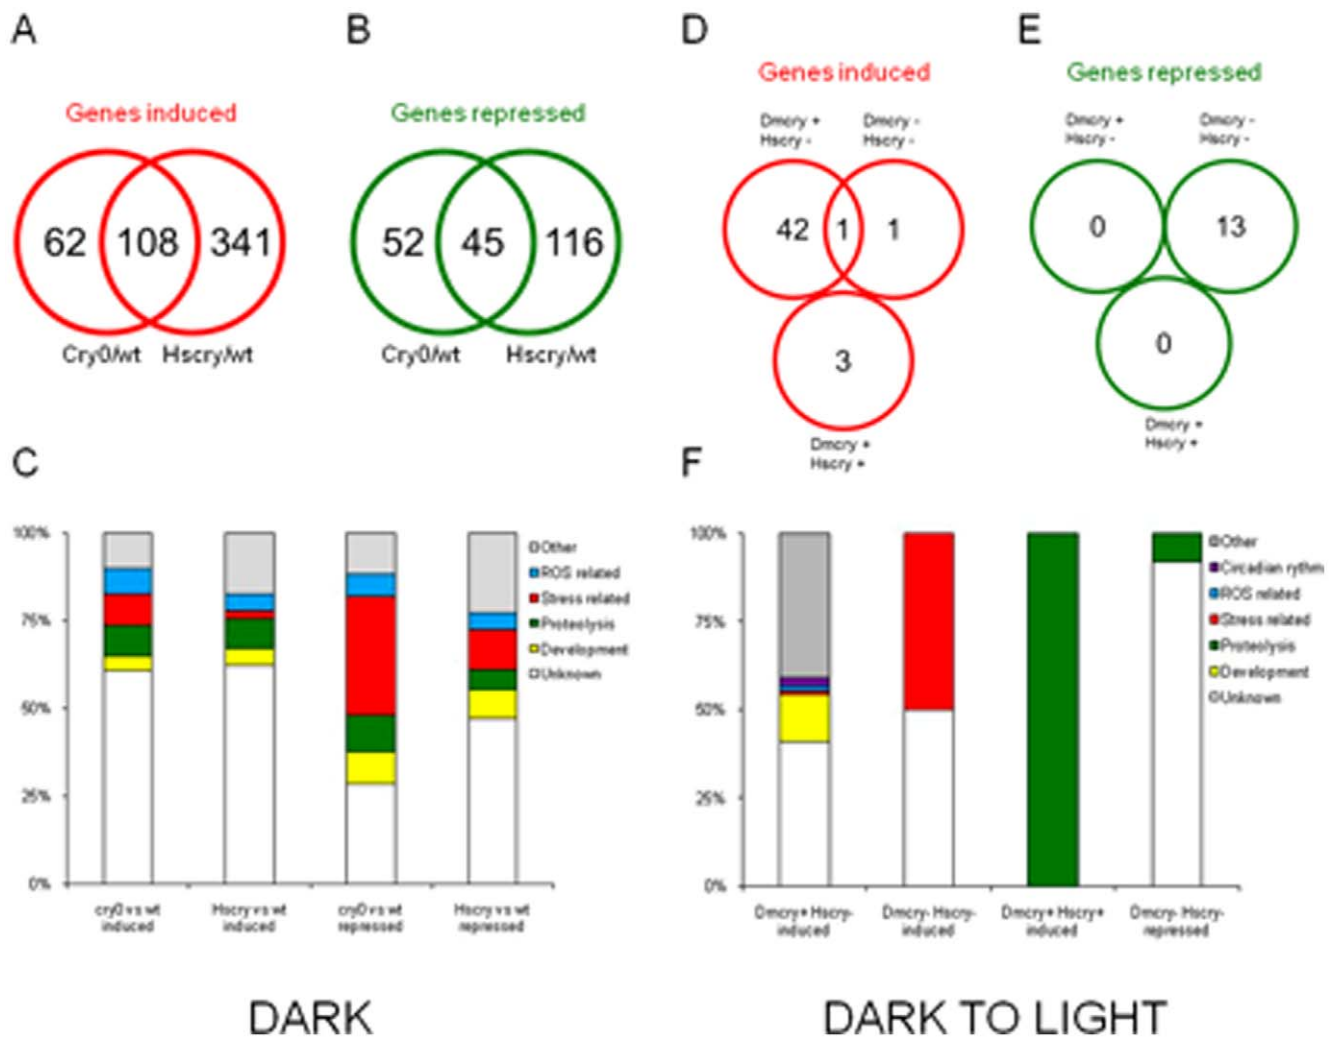 A
B
D
E
Genes induced
Genes repressed
Genes induced
Genes repressed
62 108 341
Cry0/wt Hscry/wt
52 45 116
Cry0/wt Hscry/wt
Dmcry +
Hscry -
Dmcry -
Hscry -
42 1 1
3
Dmcry +
Hscry +
Dmcry +
Hscry -
Dmcry -
Hscry -
0 13
0
Dmcry +
Hscry +
C
100%
75%
50%
25%
0%
Other
ROS related
Stress related
Proteolysis
Development
Unknown
cry0 vs wt
induced
Hscry vs wt
induced
cry0 vs wt
repressed
Hscry vs wt
repressed
DARK
F
100%
75%
50%
25%
0%
Other
Circadian rythm
ROS related
Stress related
Proteolysis
Development
Unknown
Dmcry+ Hscry-
induced
Dmcry- Hscry-
induced
Dmcry+ Hscry+
induced
Dmcry- Hscry-
repressed
DARK TO LIGHT